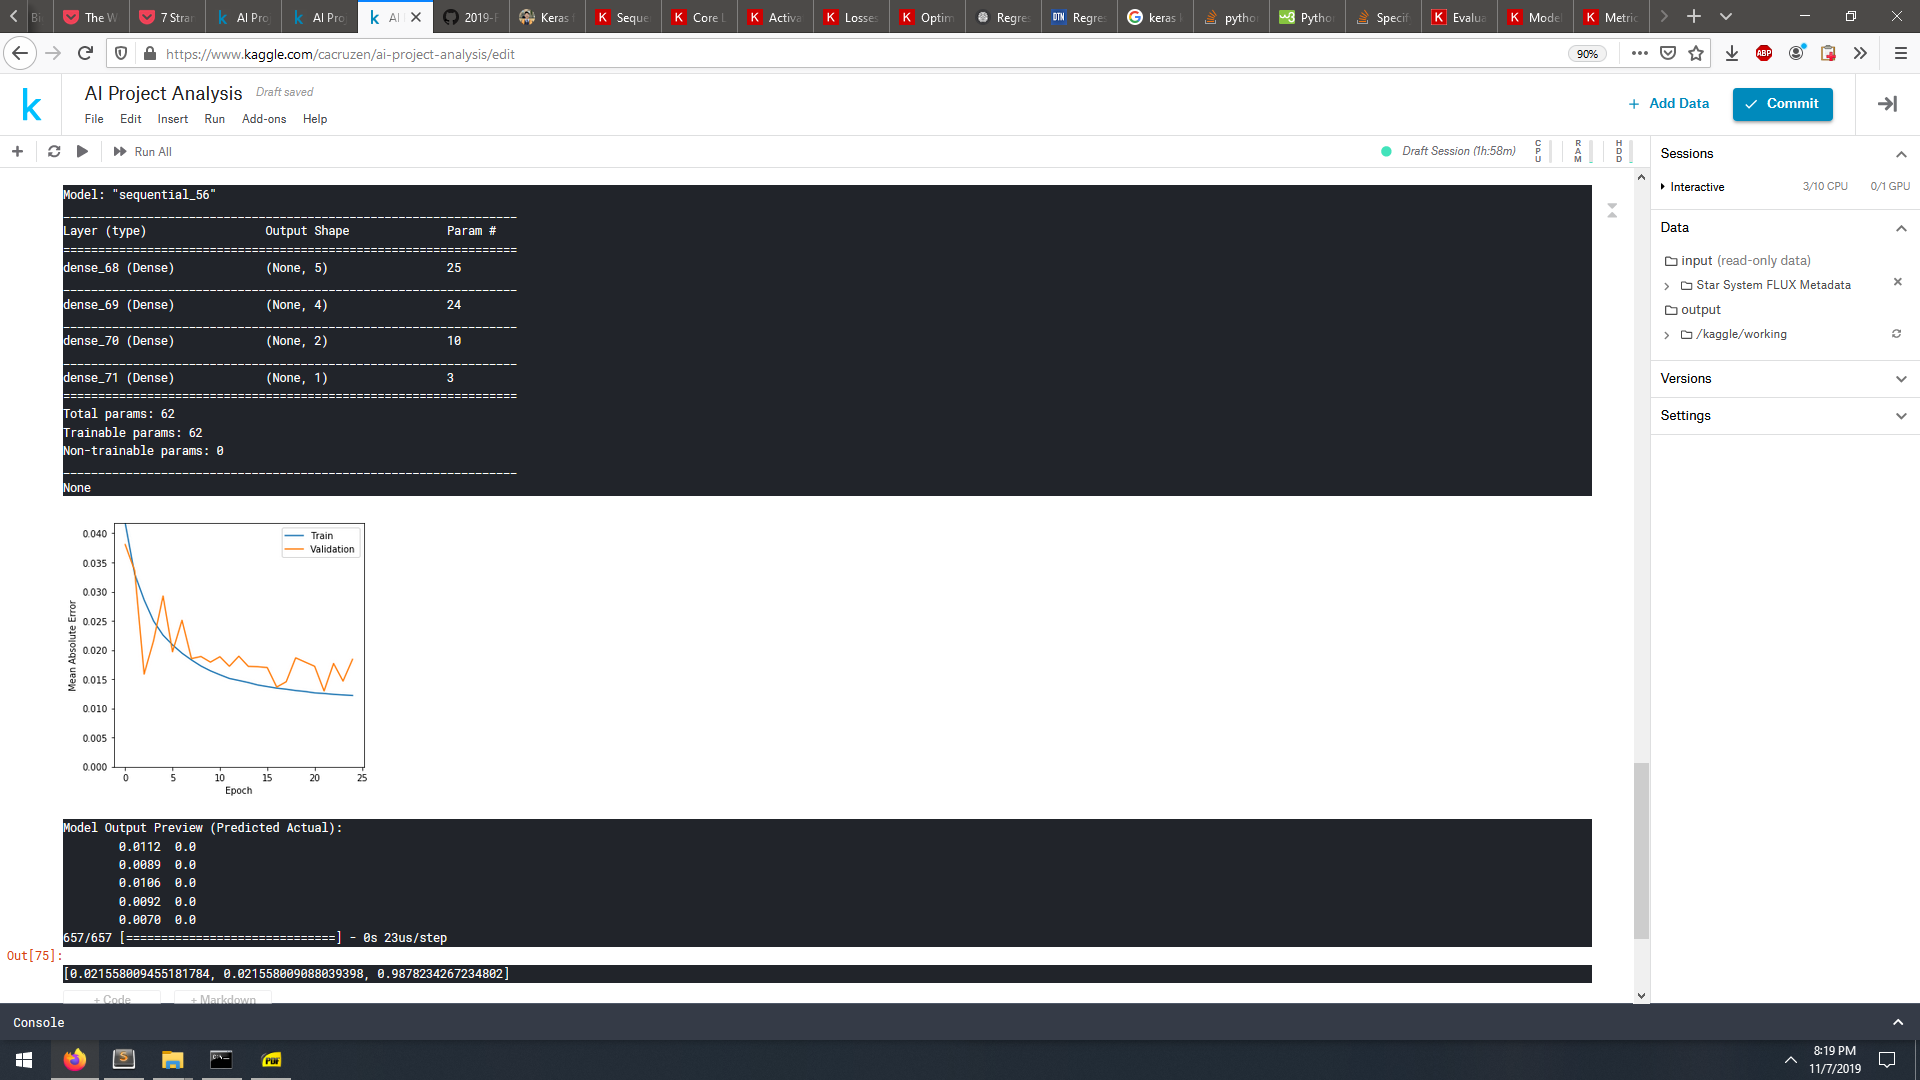 The W
7 Stran
AI Proj
AI Proj
AI
2019-F
Keras
Seque
Core L
Activa
Losses
Optim
Regres
Regres
keras
python
Pytho
Specif
Evalua
Model
Metric
https://www.kaggle.com/cacruzen/ai-project-analysis/edit
90%
ABP
k
AI Project Analysis Draft saved
File Edit Insert Run Add-ons Help
+ Add Data
Commit
Run All
Draft Session (1h:58m)
CPU
RAM
HDD
Model: "sequential_56"
_________________________________________________________________
Layer (type) Output Shape Param #
=================================================================
dense_68 (Dense) (None, 5) 25
_________________________________________________________________
dense_69 (Dense) (None, 4) 24
_________________________________________________________________
dense_70 (Dense) (None, 2) 10
_________________________________________________________________
dense_71 (Dense) (None, 1) 3
=================================================================
Total params: 62
Trainable params: 62
Non-trainable params: 0
_________________________________________________________________
None
Train
Validation
0.040
0.035
0.030
0.025
0.020
0.015
0.010
0.005
0.000
Mean Absolute Error
0 5 10 15 20 25
Epoch
Model Output Preview (Predicted Actual):
0.0112 0.0
0.0089 0.0
0.0106 0.0
0.0092 0.0
0.0070 0.0
657/657 [==============================] - 0s 23us/step
Out[75]:
[0.021558009455181784, 0.021558009088039398, 0.9878234267234802]
+ Code + Markdown
Sessions
Interactive 3/10 CPU 0/1 GPU
Data
input (read-only data)
Star System FLUX Metadata
output
/kaggle/working
Versions
Settings
Console
PDF
8:19 PM
11/7/2019